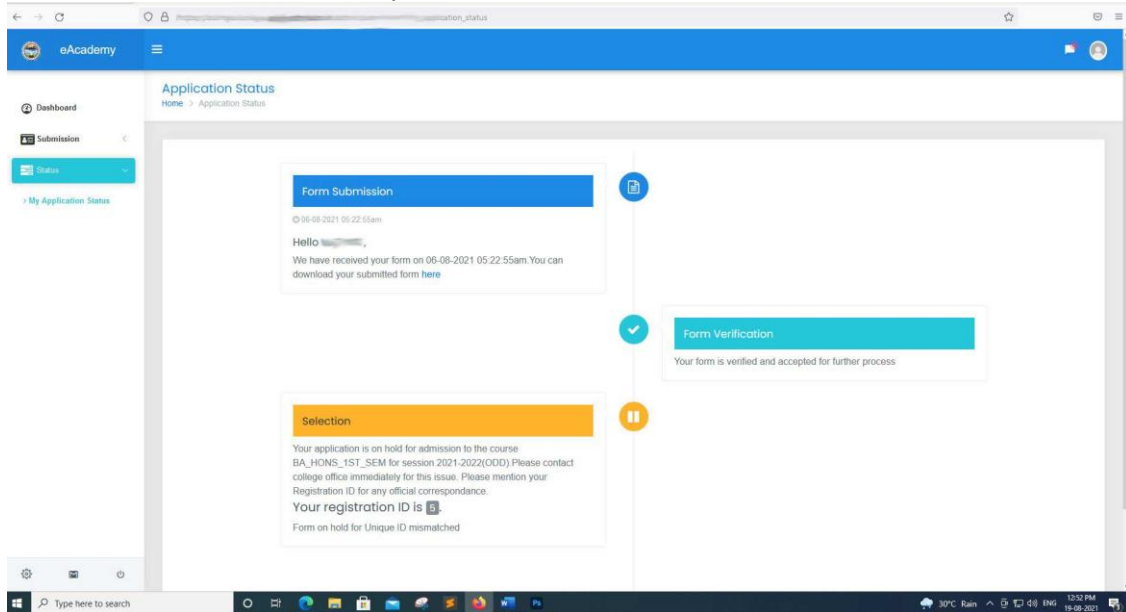 application_status
eAcademy
Application Status
Home > Application Status
Dashboard
Submission
Status
> My Application Status
Form Submission
06-08-2021 05:22:55am
Hello
We have received your form on 06-08-2021 05:22:55am.You can
download your submitted form here
Form Verification
Your form is verified and accepted for further process
Selection
Your application is on hold for admission to the course
BA_HONS_1ST_SEM for session 2021-2022(ODD).Please contact
college office immediately for this issue. Please mention your
Registration ID for any official correspondance.
Your registration ID is 5.
Form on hold for Unique ID mismatched
Type here to search
30°C Rain
ENG
12:52 PM
19-08-2021